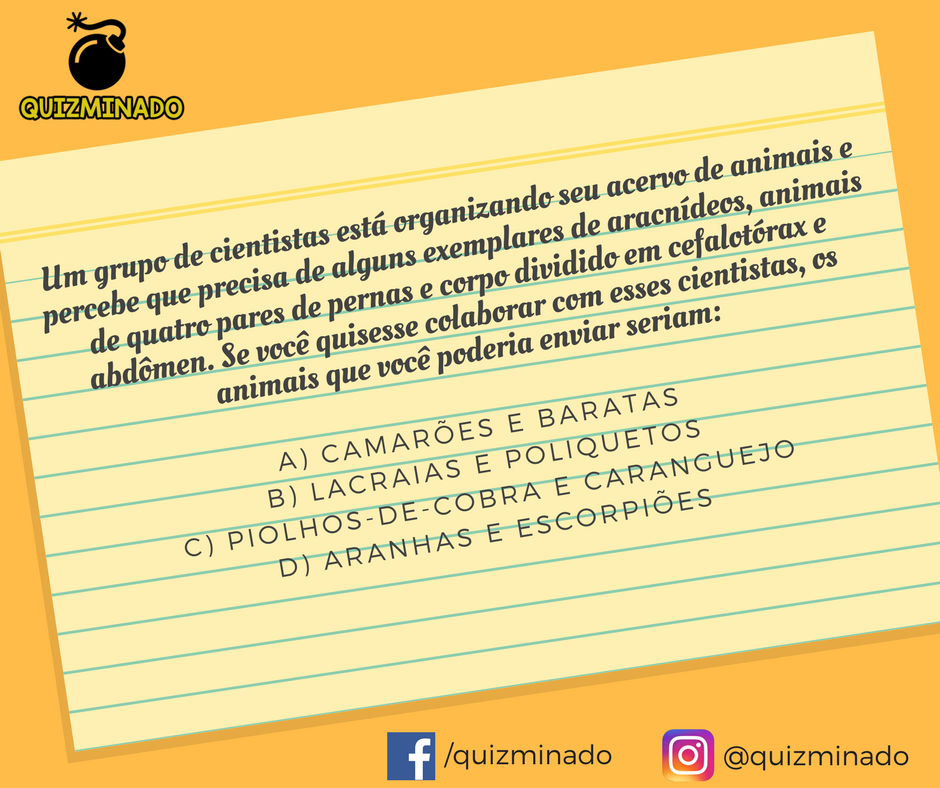 QUIZMINADO
Um grupo de cientistas está organizando seu acervo de animais e
percebe que precisa de alguns exemplares de aracnídeos, animais
de quatro pares de pernas e corpo dividido em cefalotórax e
abdômen. Se você quisesse colaborar com esses cientistas, os
animais que você poderia enviar seriam:
A) CAMARÕES E BARATAS
B) LACRAIAS E POLIQUETOS
C) PIOLHOS-DE-COBRA E CARANGUEJO
D) ARANHAS E ESCORPIÕES
/quizminado
@quizminado